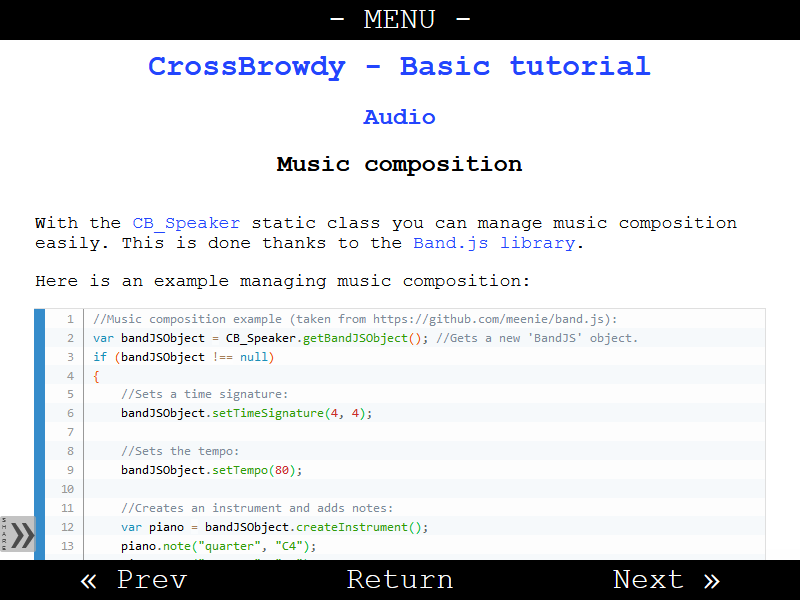 - MENU -
CrossBrowdy - Basic tutorial
Audio
Music composition
With the CB_Speaker static class you can manage music composition
easily. This is done thanks to the Band.js library.
Here is an example managing music composition:
1 //Music composition example (taken from https://github.com/meenie/band.js):
2 var bandJSObject = CB_Speaker.getBandJSObject(); //Gets a new 'BandJS' object.
3 if (bandJSObject !== null)
4 {
5 //Sets a time signature:
6 bandJSObject.setTimeSignature(4, 4);
7
8 //Sets the tempo:
9 bandJSObject.setTempo(80);
10
11 //Creates an instrument and adds notes:
12 var piano = bandJSObject.createInstrument();
13 piano.note("quarter", "C4");
SHARE »
« Prev Return Next »